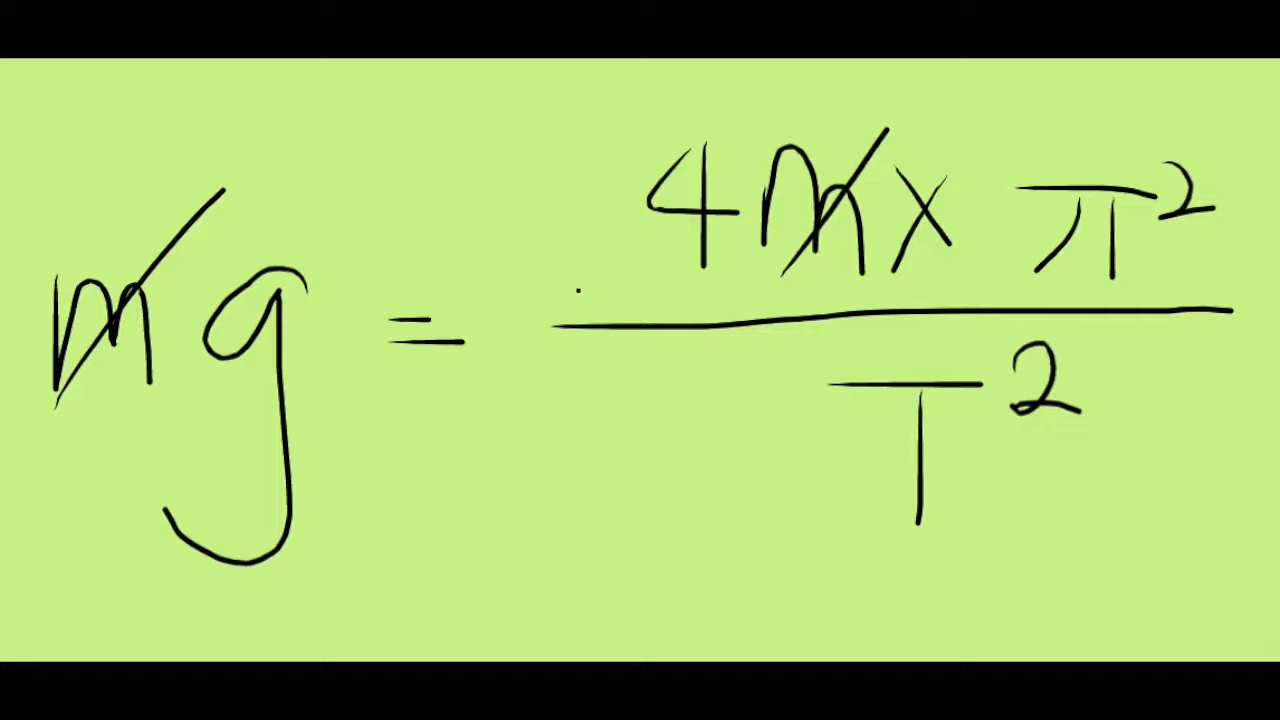 mg = 4mx π² / T²